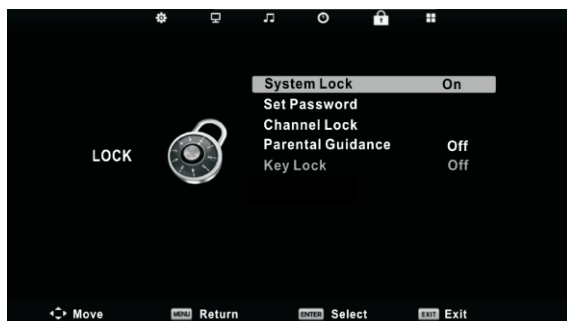 System Lock On
Set Password
Channel Lock
Parental Guidance Off
LOCK
Key Lock Off
Move MENU Return ENTER Select EXIT Exit